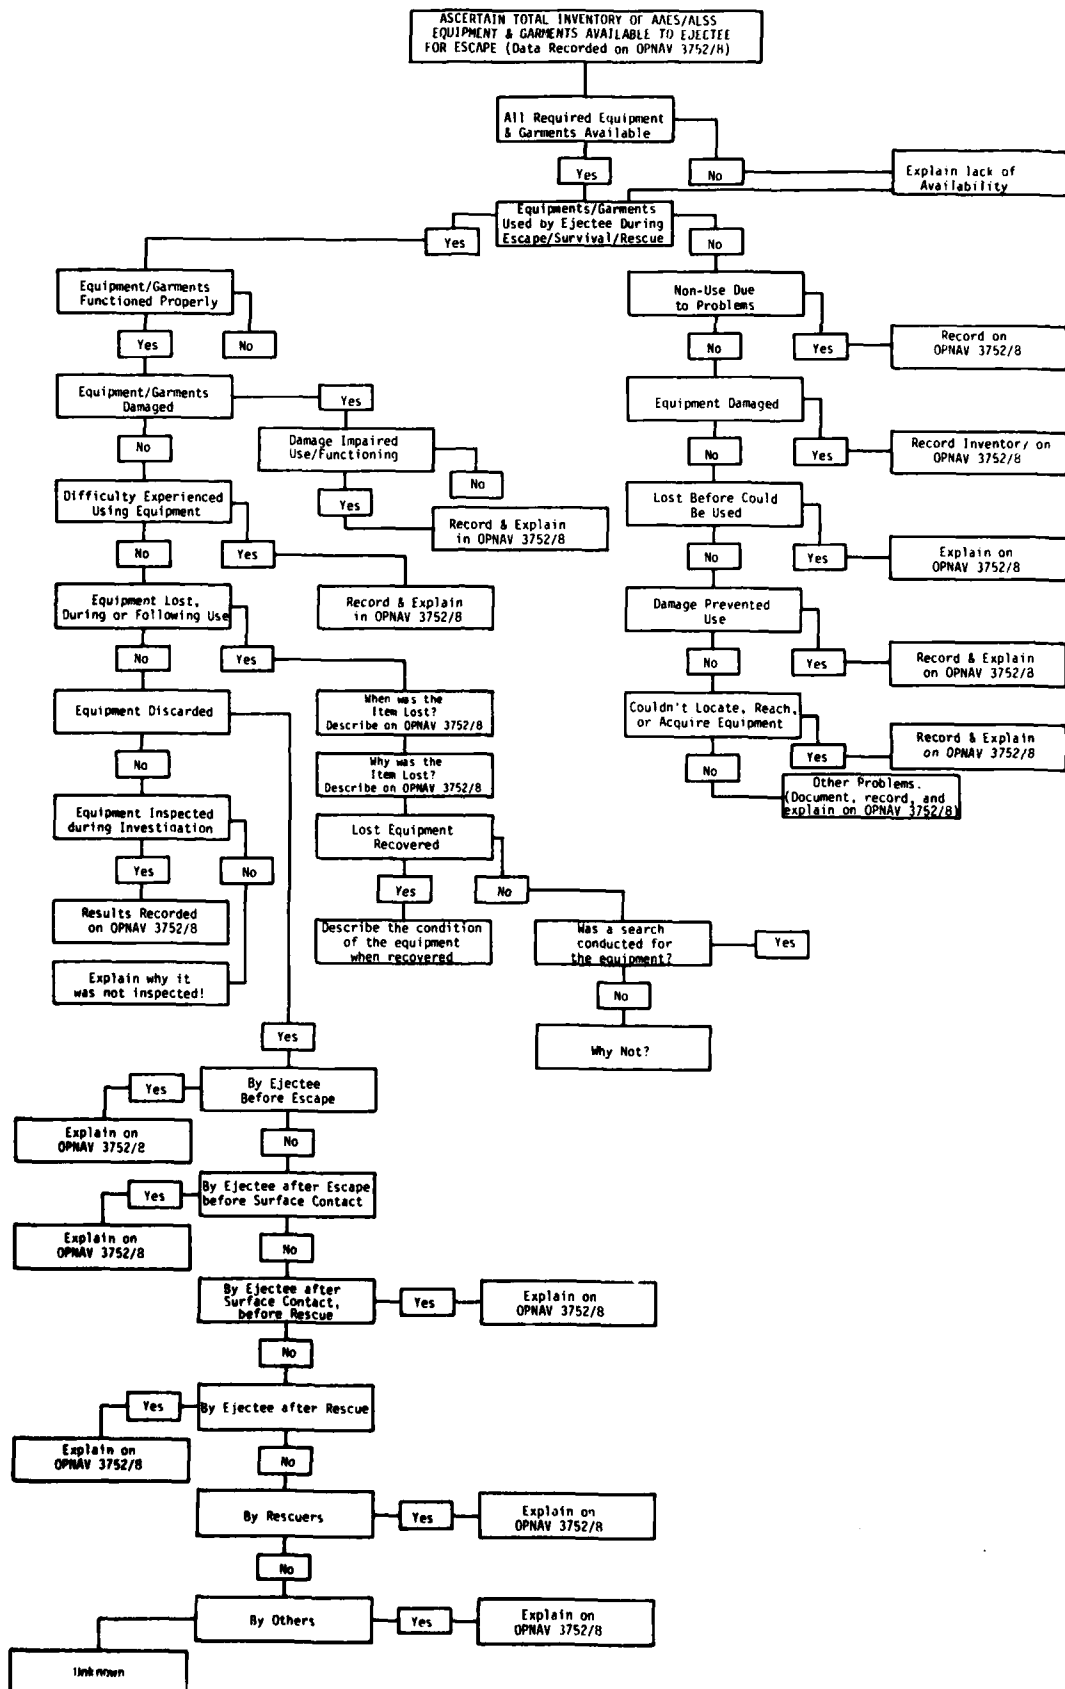 ASCERTAIN TOTAL INVENTORY OF AAES/ALSS
EQUIPMENT & GARMENTS AVAILABLE TO EJECTEE
FOR ESCAPE (Data Recorded on OPNAV 3752/8)
All Required Equipment
& Garments Available
Yes
No
Explain lack of
Availability
Equipments/Garments
Used by Ejectee During
Escape/Survival/Rescue
Yes
No
Equipment/Garments
Functioned Properly
Non-Use Due
to Problems
Yes
No
No
Yes
Record on
OPNAV 3752/8
Equipment/Garments
Damaged
Yes
Equipment Damaged
No
Damage Impaired
Use/Functioning
No
Yes
Record Inventory on
OPNAV 3752/8
Difficulty Experienced
Using Equipment
Yes
No
Lost Before Could
Be Used
Record & Explain
in OPNAV 3752/8
No
Yes
No
Yes
Explain on
OPNAV 3752/8
Equipment Lost,
During or Following Use
Record & Explain
in OPNAV 3752/8
Damage Prevented
Use
No
Yes
No
Yes
Record & Explain
on OPNAV 3752/8
Equipment Discarded
When was the
Item Lost?
Describe on OPNAV 3752/8
Couldn't Locate, Reach,
or Acquire Equipment
Record & Explain
on OPNAV 3752/8
No
Why was the
Item Lost?
Describe on OPNAV 3752/8
No
Yes
Other Problems.
(Document, record, and
explain on OPNAV 3752/8)
Equipment Inspected
during Investigation
Lost Equipment
Recovered
Yes
No
Yes
No
Results Recorded
on OPNAV 3752/8
Describe the condition
of the equipment
when recovered
Was a search
conducted for
the equipment?
Yes
Explain why it
was not inspected!
No
Yes
Why Not?
By Ejectee
Before Escape
Yes
Explain on
OPNAV 3752/8
No
By Ejectee after Escape
before Surface Contact
Yes
Explain on
OPNAV 3752/8
No
By Ejectee after
Surface Contact,
before Rescue
Yes
Explain on
OPNAV 3752/8
No
By Ejectee after Rescue
Yes
Explain on
OPNAV 3752/8
No
By Rescuers
Yes
Explain on
OPNAV 3752/8
No
By Others
Yes
Explain on
OPNAV 3752/8
Unknown